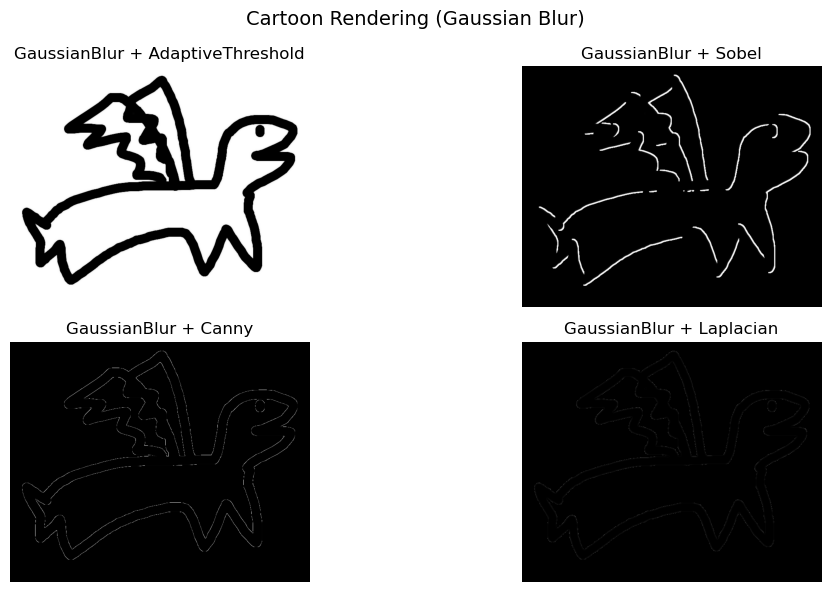 Cartoon Rendering (Gaussian Blur)
GaussianBlur + AdaptiveThreshold
GaussianBlur + Sobel
GaussianBlur + Canny
GaussianBlur + Laplacian